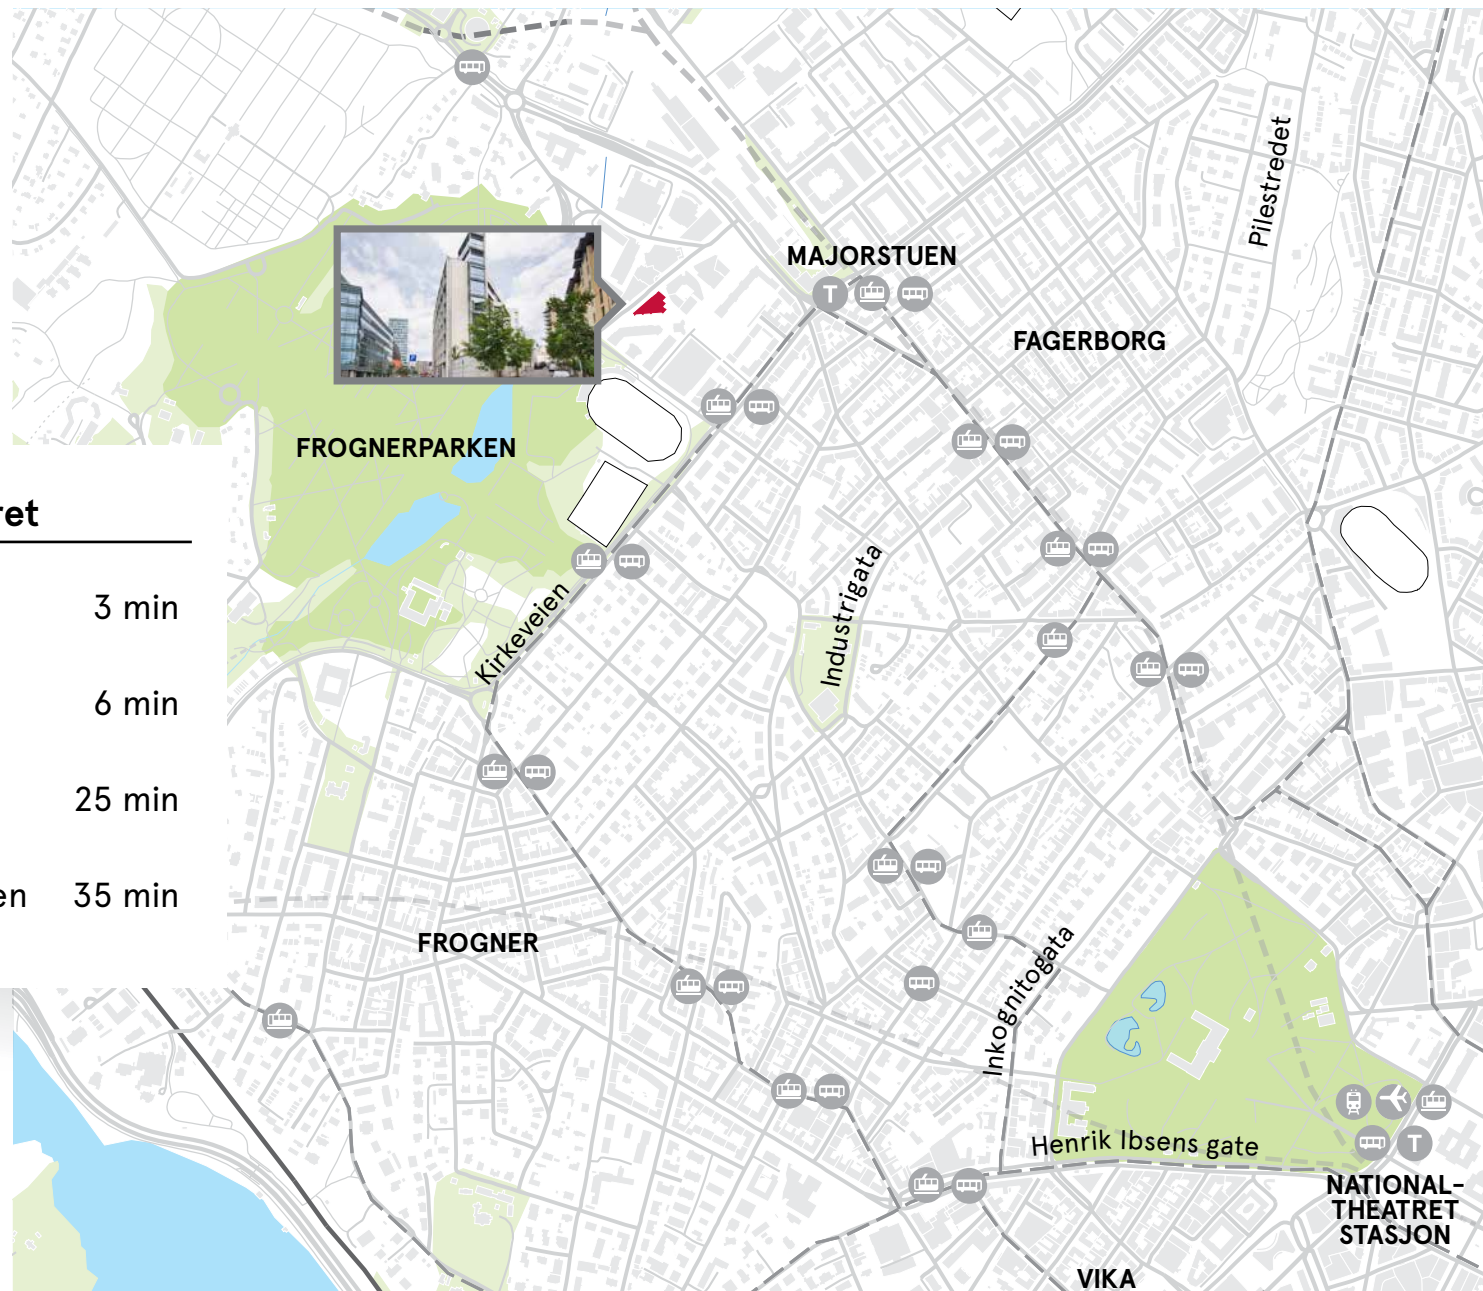 MAJORSTUEN
T
FAGERBORG
Pilestredet
FROGNERPARKEN
ret
3 min
6 min
25 min
en 35 min
Kirkeveien
Industrigata
FROGNER
Inkognitogata
Henrik Ibsens gate
T
NATIONAL-
THEATRET
STASJON
VIKA